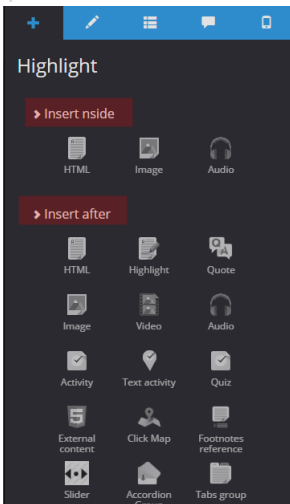 Highlight
Insert nside
HTML Image Audio
Insert after
HTML Highlight Quote
Image Video Audio
Activity Text activity Quiz
External content Click Map Footnotes reference
Slider Accordion Group Tabs group